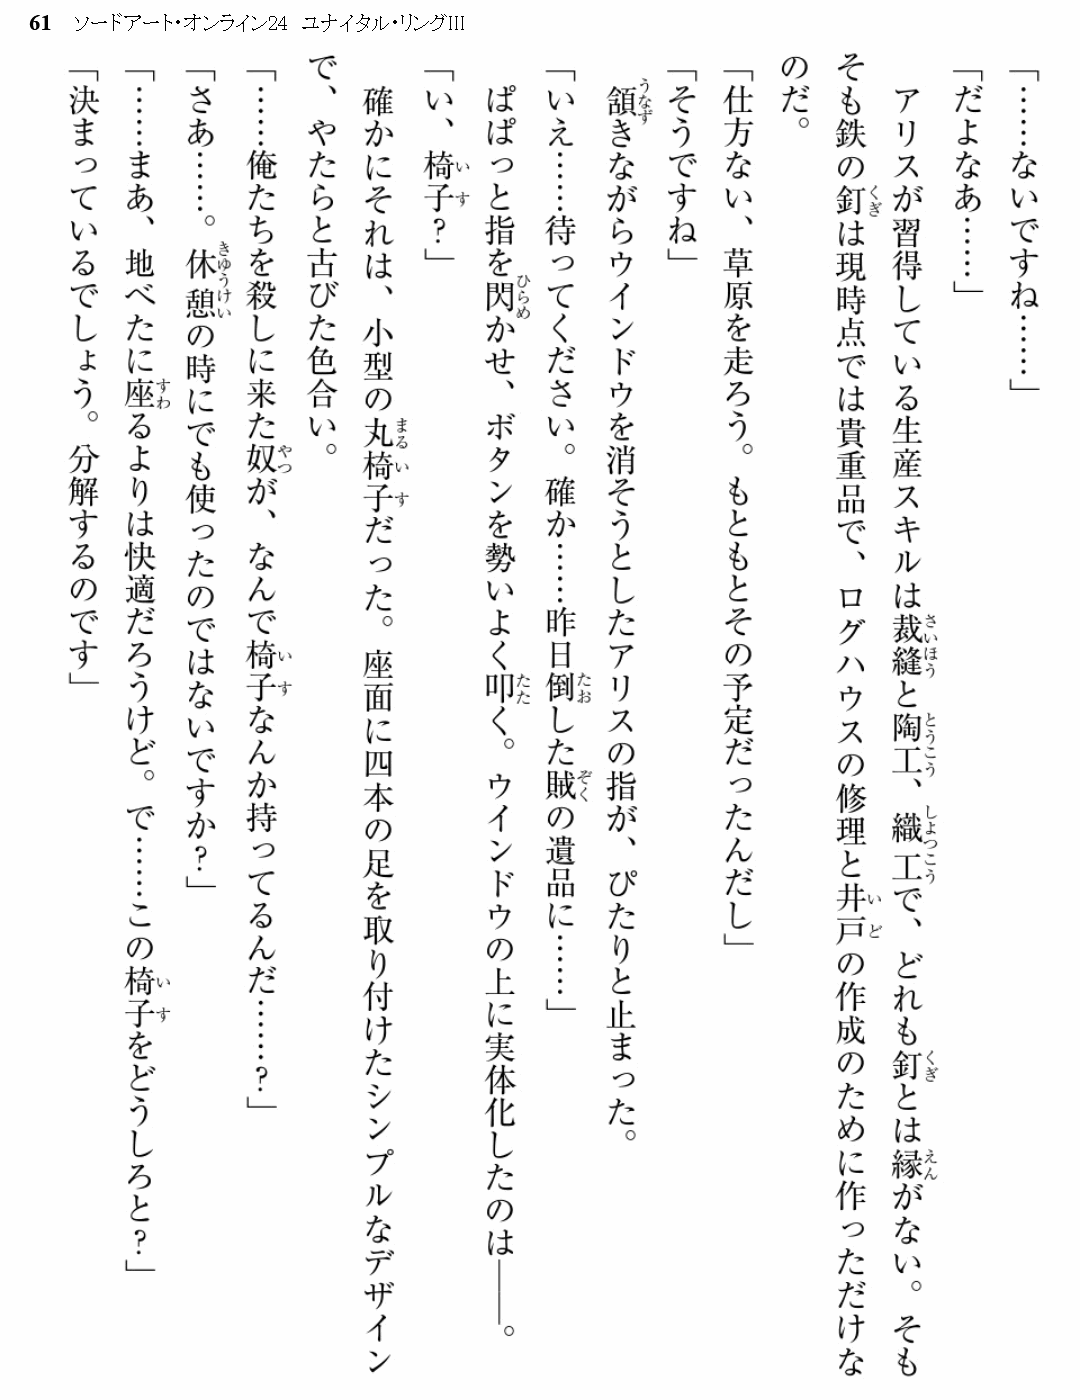 61 ソードアート・オンライン24 ユナイタル・リングIII
「……ないですね……」
「だよなあ……」
アリスが習得している生産スキルは裁縫と陶工、織工で、どれも釘とは縁がない。そも
そも鉄の釘は現時点では貴重品で、ログハウスの修理と井戸の作成のために作っただけな
のだ。
「仕方ない、草原を走ろう。もともとその予定だったんだし」
「そうですね」
頷きながらウインドウを消そうとしたアリスの指が、ぴたりと止まった。
「いえ……待ってください。確か……昨日倒した賊の遺品に……」
ぱぱっと指を閃かせ、ボタンを勢いよく叩く。ウインドウの上に実体化したのは――。
「い、椅子？」
確かにそれは、小型の丸椅子だった。座面に四本の足を取り付けたシンプルなデザイン
で、やたらと古びた色合い。
「……俺たちを殺しに来た奴が、なんで椅子なんか持ってるんだ……？」
「さあ……。休憩の時にでも使ったのではないですか？」
「……まあ、地べたに座るよりは快適だろうけど。で……この椅子をどうしろと？」
「決まっているでしょう。分解するのです」